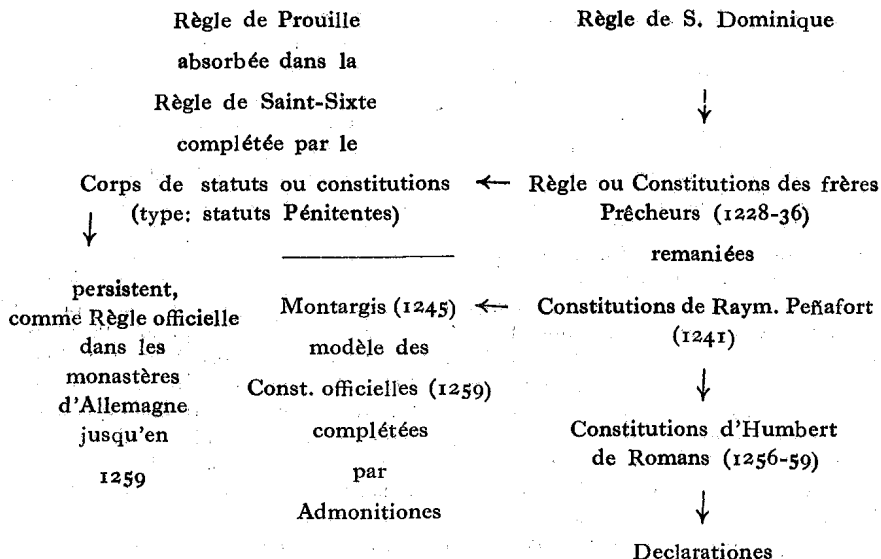 Règle de Prouille
absorbée dans la
Règle de Saint-Sixte
complétée par le
Corps de statuts ou constitutions
(type: statuts Pénitentes)
persistent,
comme Règle officielle
dans les
monastères
d'Allemagne
jusqu'en
1259
Montargis (1245)
modèle des
Const. officielles (1259)
complétées
par
Admonitiones
Règle de S. Dominique
Règle ou Constitutions des frères
Prêcheurs (1228-36)
remaniées
Constitutions de Raym. Peñafort
(1241)
Constitutions d'Humbert
de Romans (1256-59)
Declarationes